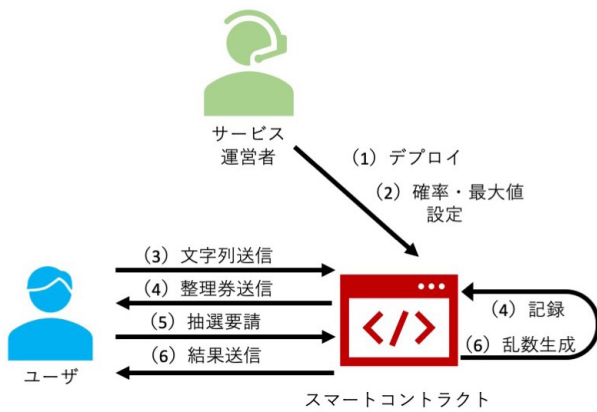 サービス
運営者
（1）デプロイ
（2）確率・最大値
設定
（3）文字列送信
（4）整理券送信
（5）抽選要請
（6）結果送信
ユーザ
</>
（4）記録
（6）乱数生成
スマートコントラクト